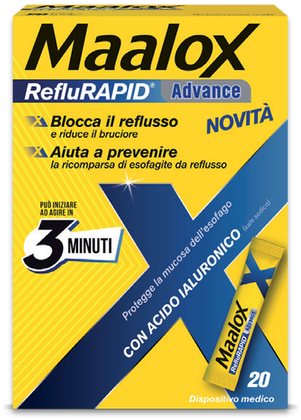 Maalox
RefluRAPID® Advance
Blocca il reflusso
e riduce il bruciore
NOVITÀ
Aiuta a prevenire
la ricomparsa di esofagite da reflusso
PUÒ INIZIARE
AD AGIRE IN
3 MINUTI
Protegge la mucosa dell'esofago
CON ACIDO IALURONICO (sale sodico)
Maalox
RefluRAPID ADVANCE
20
Dispositivo medico